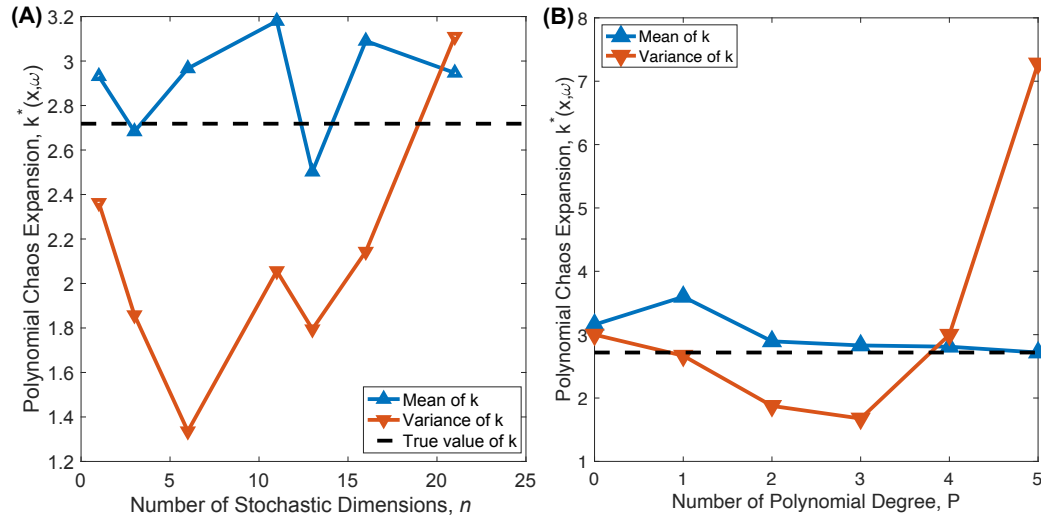 (A)
Polynomial Chaos Expansion, k*(x,ω)
3.2
3
2.8
2.6
2.4
2.2
2
1.8
1.6
1.4
1.2
0
5
10
15
20
25
Number of Stochastic Dimensions, n
Mean of k
Variance of k
True value of k
(B)
Polynomial Chaos Expansion, k*(x,ω)
8
7
6
5
4
3
2
1
0
1
2
3
4
5
Number of Polynomial Degree, P
Mean of k
Variance of k